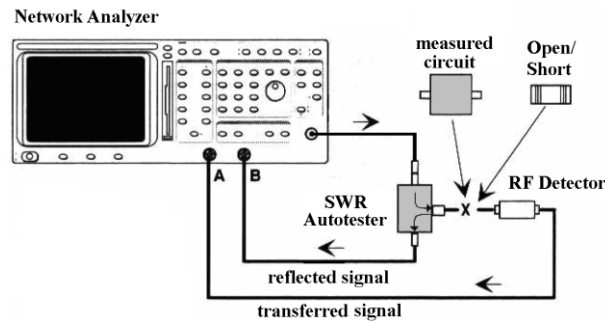 Network Analyzer
measured
circuit
Open/
Short
A
B
X
RF Detector
SWR
Autotester
reflected signal
transferred signal